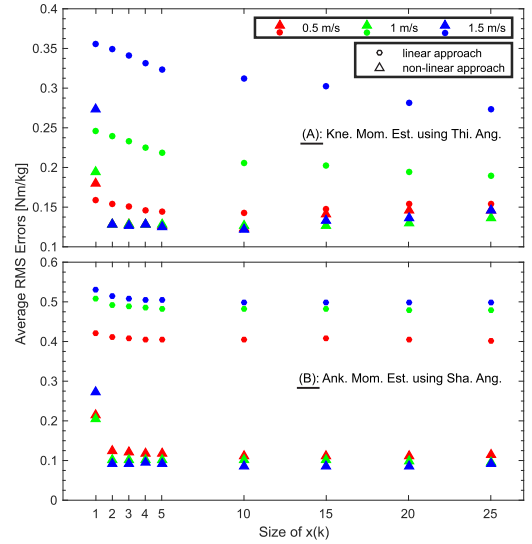 0.4
0.35
0.3
0.25
0.2
0.15
0.1
0.5 m/s
1 m/s
1.5 m/s
linear approach
non-linear approach
(A): Kne. Mom. Est. using Thi. Ang.
Average RMS Errors [Nm/kg]
0.6
0.5
0.4
0.3
0.2
0.1
0
(B): Ank. Mom. Est. using Sha. Ang.
1 2 3 4 5 10 15 20 25
Size of x(k)